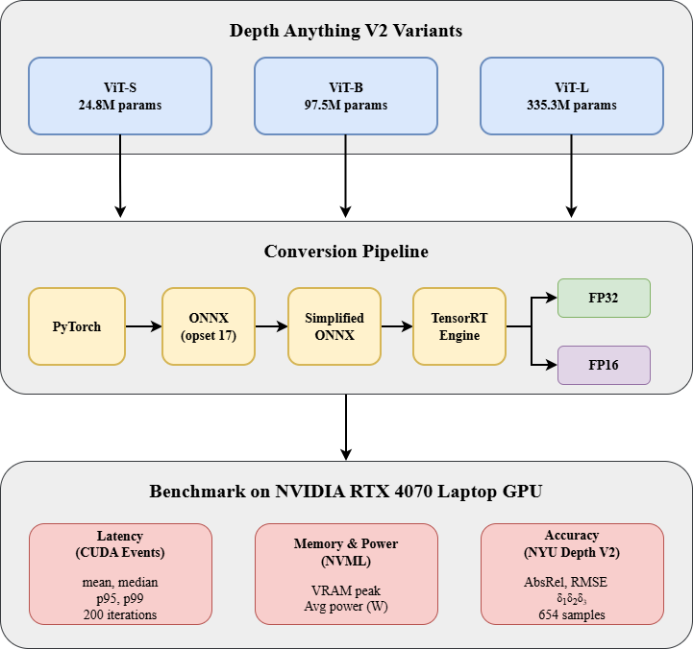 Depth Anything V2 Variants
ViT-S
24.8M params
ViT-B
97.5M params
ViT-L
335.3M params
Conversion Pipeline
PyTorch
ONNX
(opset 17)
Simplified
ONNX
TensorRT
Engine
FP32
FP16
Benchmark on NVIDIA RTX 4070 Laptop GPU
Latency
(CUDA Events)
mean, median
p95, p99
200 iterations
Memory & Power
(NVML)
VRAM peak
Avg power (W)
Accuracy
(NYU Depth V2)
AbsRel, RMSE
δ₁δ₂δ₃
654 samples